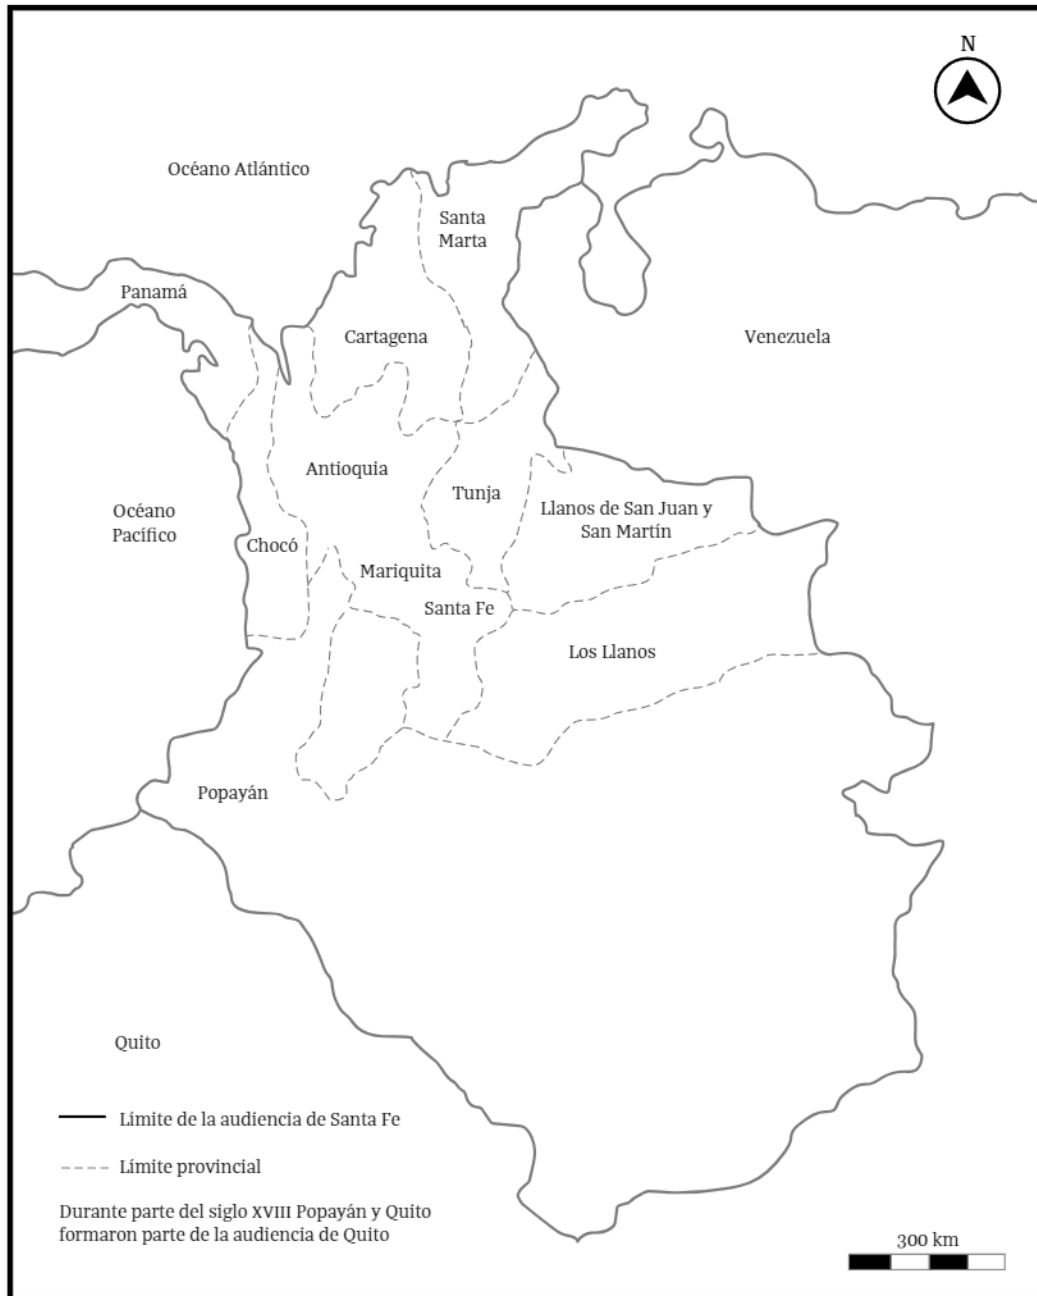 N
Océano Atlántico
Santa
Marta
Panamá
Cartagena
Venezuela
Antioquia
Tunja
Océano
Pacífico
Llanos de San Juan y
San Martín
Chocó
Mariquita
Santa Fe
Los Llanos
Popayán
Quito
Límite de la audiencia de Santa Fe
Límite provincial
Durante parte del siglo XVIII Popayán y Quito
formaron parte de la audiencia de Quito
300 km